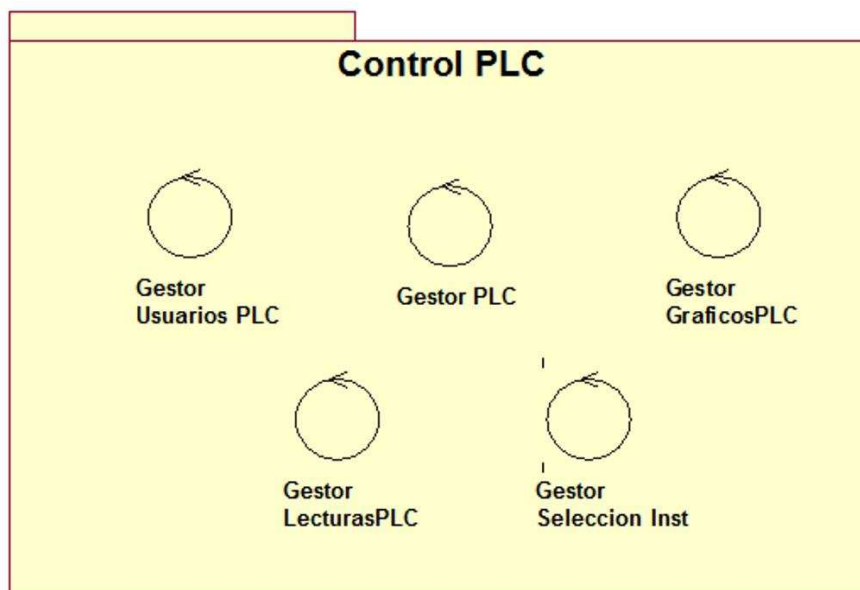 Control PLC
Gestor
Usuarios PLC
Gestor PLC
Gestor
GraficosPLC
Gestor
LecturasPLC
Gestor
Seleccion Inst